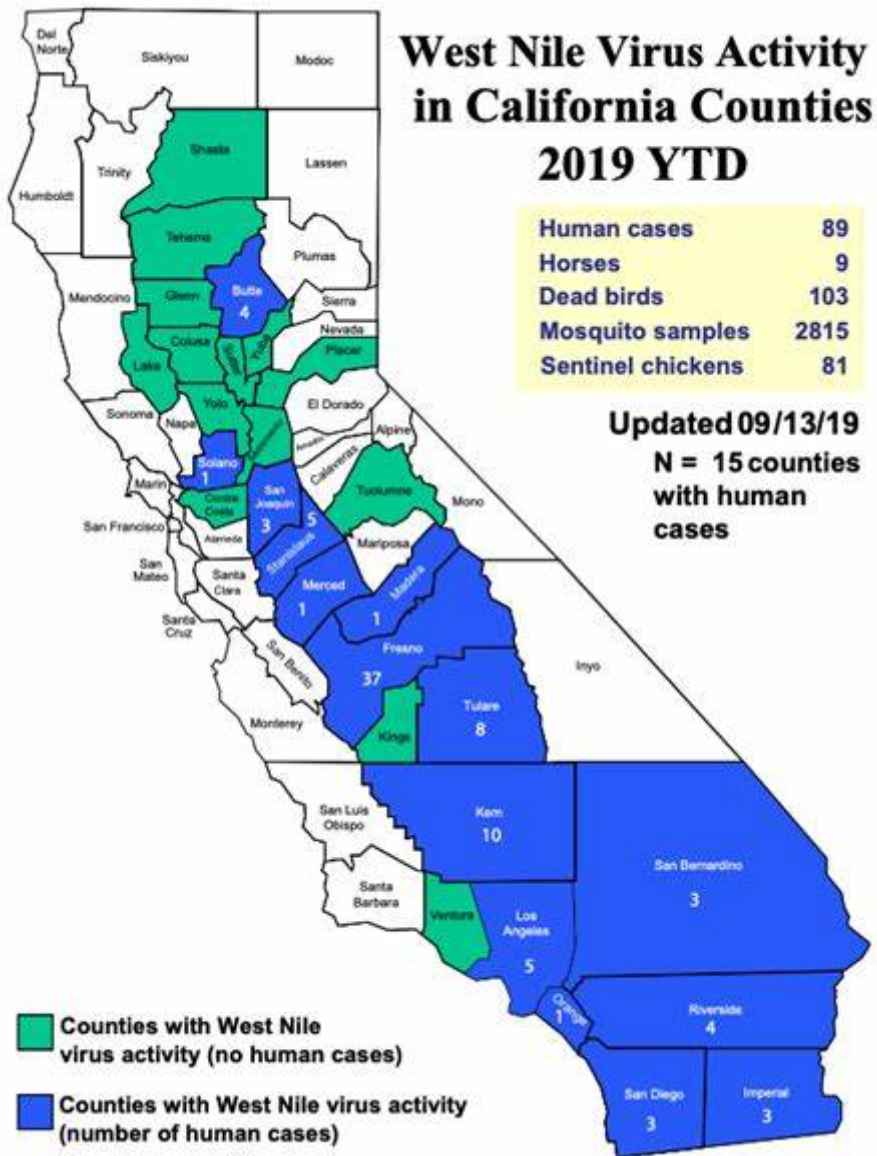 West Nile Virus Activity
in California Counties
2019 YTD
Human cases 89
Horses 9
Dead birds 103
Mosquito samples 2815
Sentinel chickens 81
Updated 09/13/19
N = 15 counties
with human
cases
Del
Norte
Siskiyou
Modoc
Shasta
Lassen
Trinity
Humboldt
Tehama
Plumas
Mendocino
Glenn
Butte
4
Sierra
Nevada
Colusa
Sutter
Yuba
Placer
Lake
Sonoma
Napa
Yolo
El Dorado
Alpine
Calaveras
Solano
1
Marin
Contra
Costa
San
Joaquin
3
5
Stanislaus
Tuolumne
Mono
San Francisco
Alameda
Mariposa
San
Mateo
Santa
Clara
Merced
1
Madera
1
Santa
Cruz
San Benito
Fresno
37
Inyo
Monterey
Kings
Tulare
8
San Luis
Obispo
Kern
10
San Bernardino
3
Santa
Barbara
Ventura
Los
Angeles
5
Orange
1
Riverside
4
San Diego
3
Imperial
3
Counties with West Nile
virus activity (no human cases)
Counties with West Nile virus activity
(number of human cases)